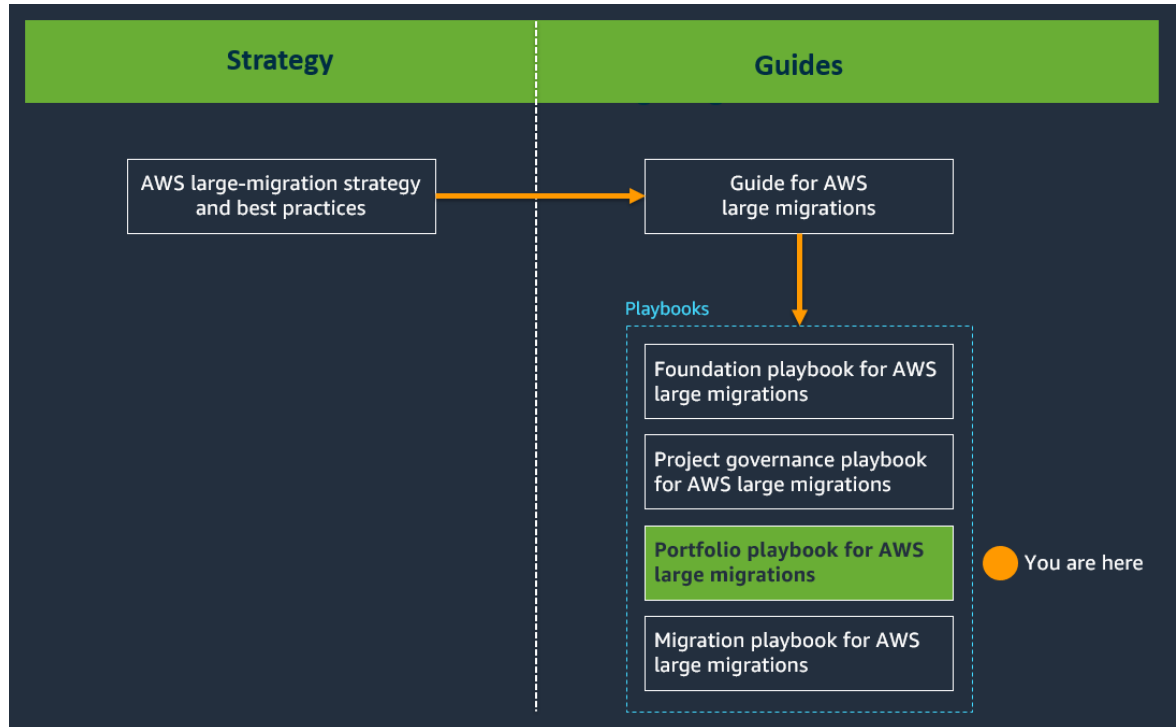 Strategy
Guides
AWS large-migration strategy
and best practices
Guide for AWS
large migrations
Playbooks
Foundation playbook for AWS
large migrations
Project governance playbook
for AWS large migrations
Portfolio playbook for AWS
large migrations
You are here
Migration playbook for AWS
large migrations